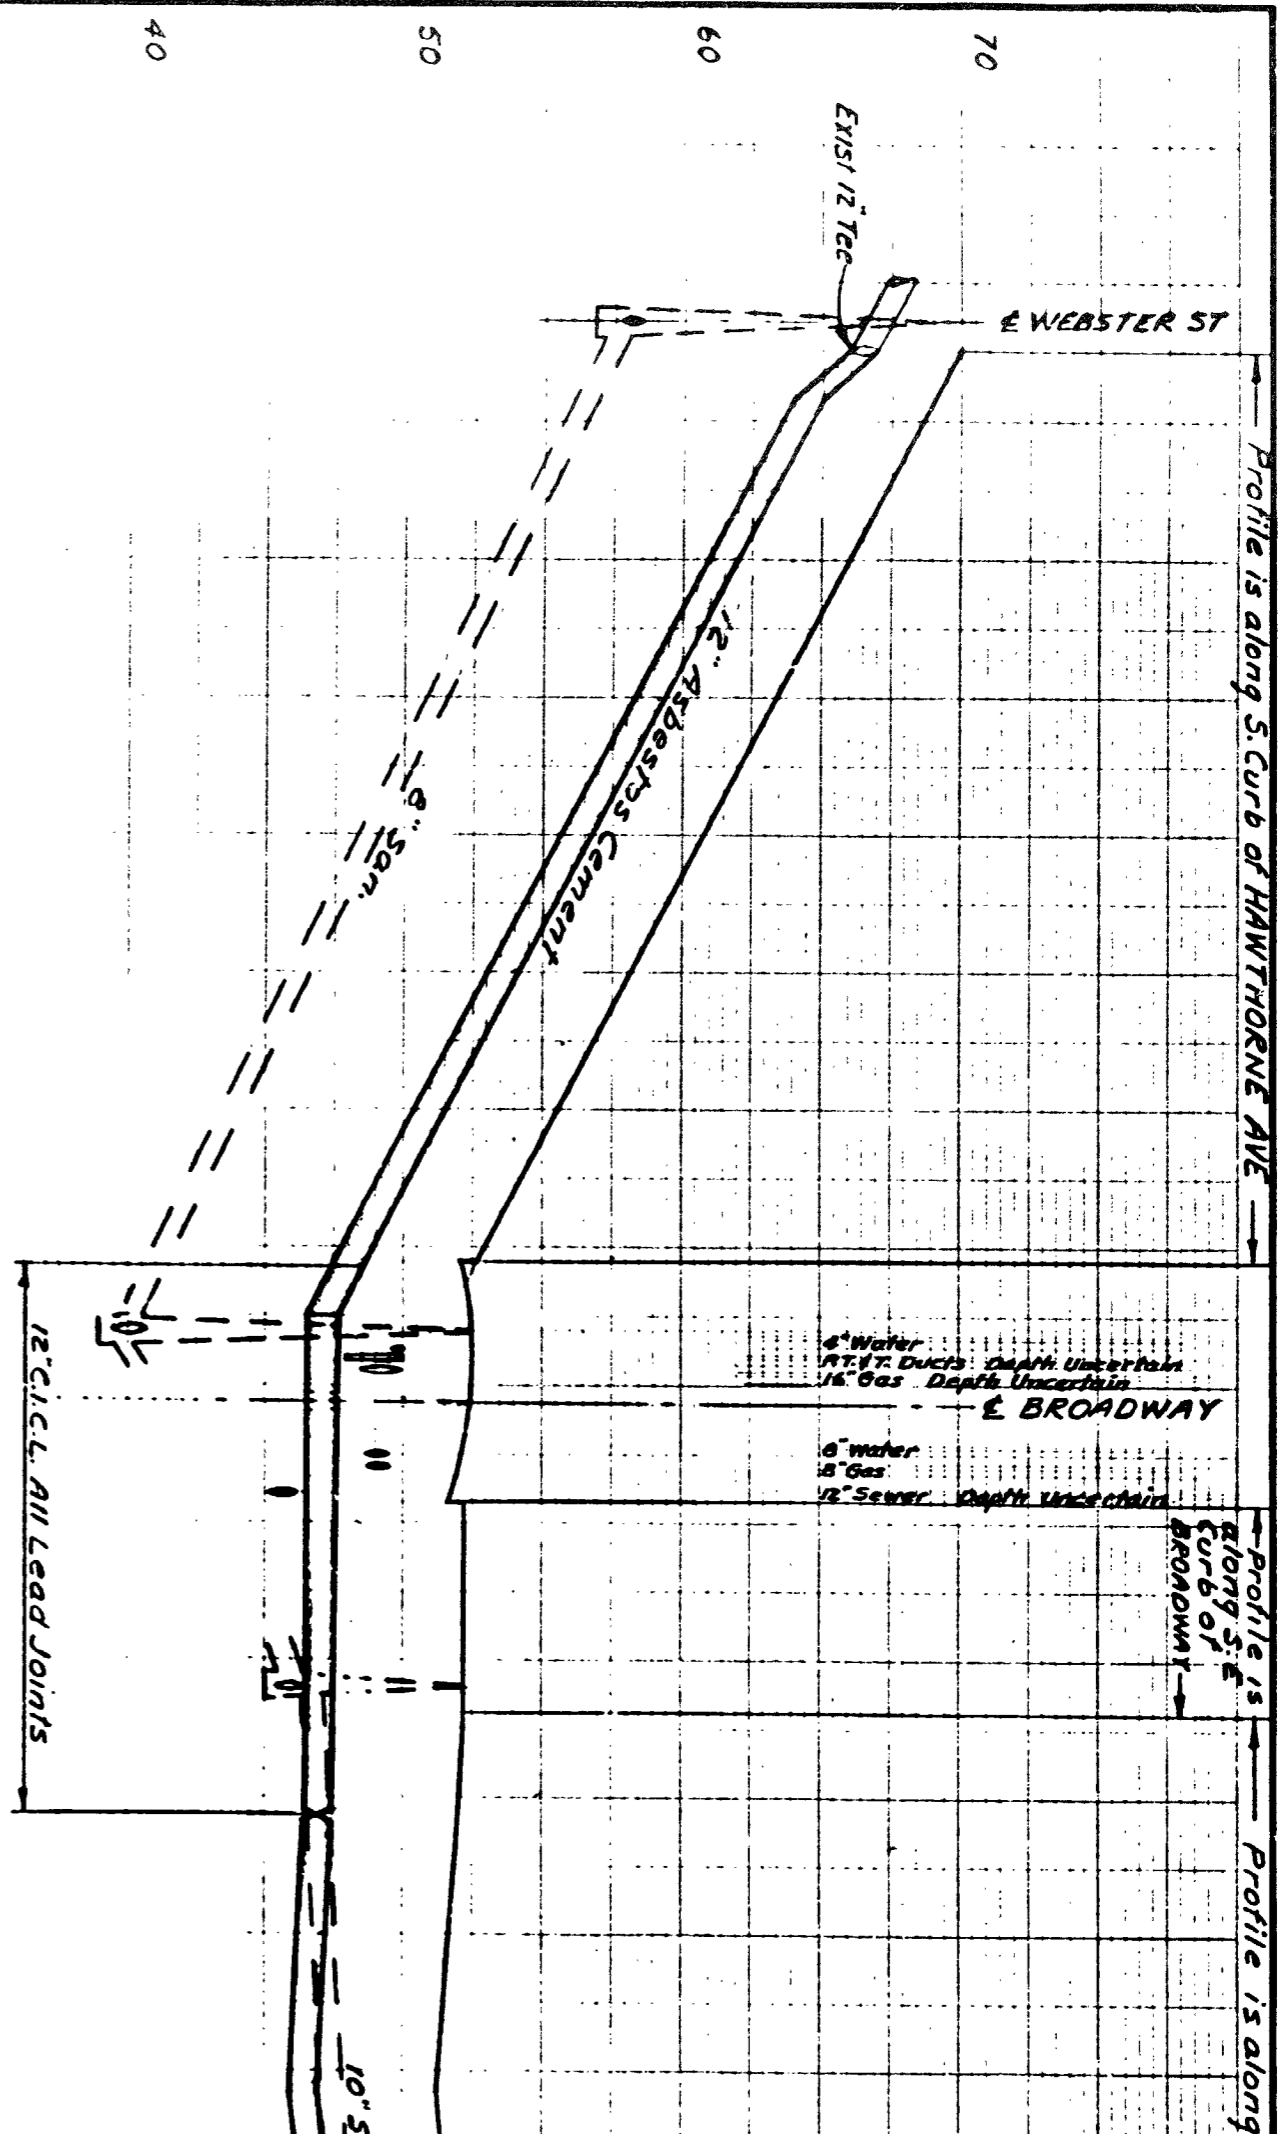 70
60
50
40
Exist 12" Tee
℄ WEBSTER ST
← Profile is along S. Curb of HAWTHORNE AVE →
12" Asbestos Cement
8" San.
4" Water
P.T.&T. Ducts Depth Uncertain
16" Gas Depth Uncertain
℄ BROADWAY
6" Water
8" Gas
12" Sewer Depth Uncertain
← Profile is
along S.E
Curb of
BROADWAY →
← Profile is along
12" C.I.C.L. All Lead Joints
10" S